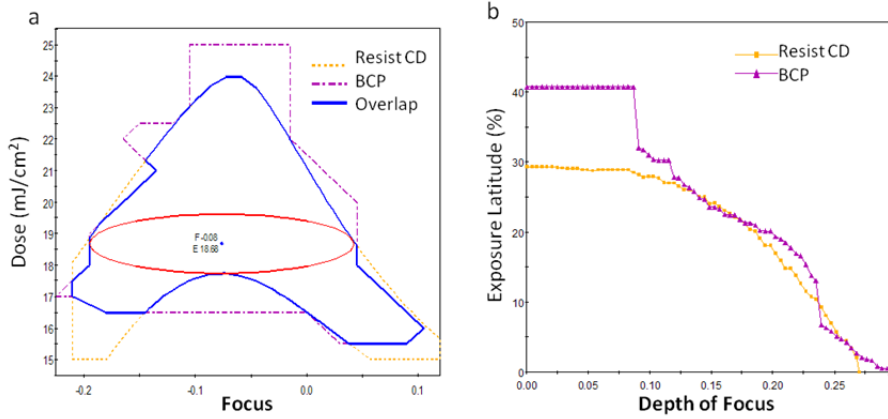 a
Dose (mJ/cm²)
25
24
23
22
21
20
19
18
17
16
15
Resist CD
BCP
Overlap
F -0.08
E 18.68
-0.2
-0.1
0.0
0.1
Focus
b
Exposure Latitude (%)
50
40
30
20
10
0
Resist CD
BCP
0.00
0.05
0.10
0.15
0.20
0.25
Depth of Focus